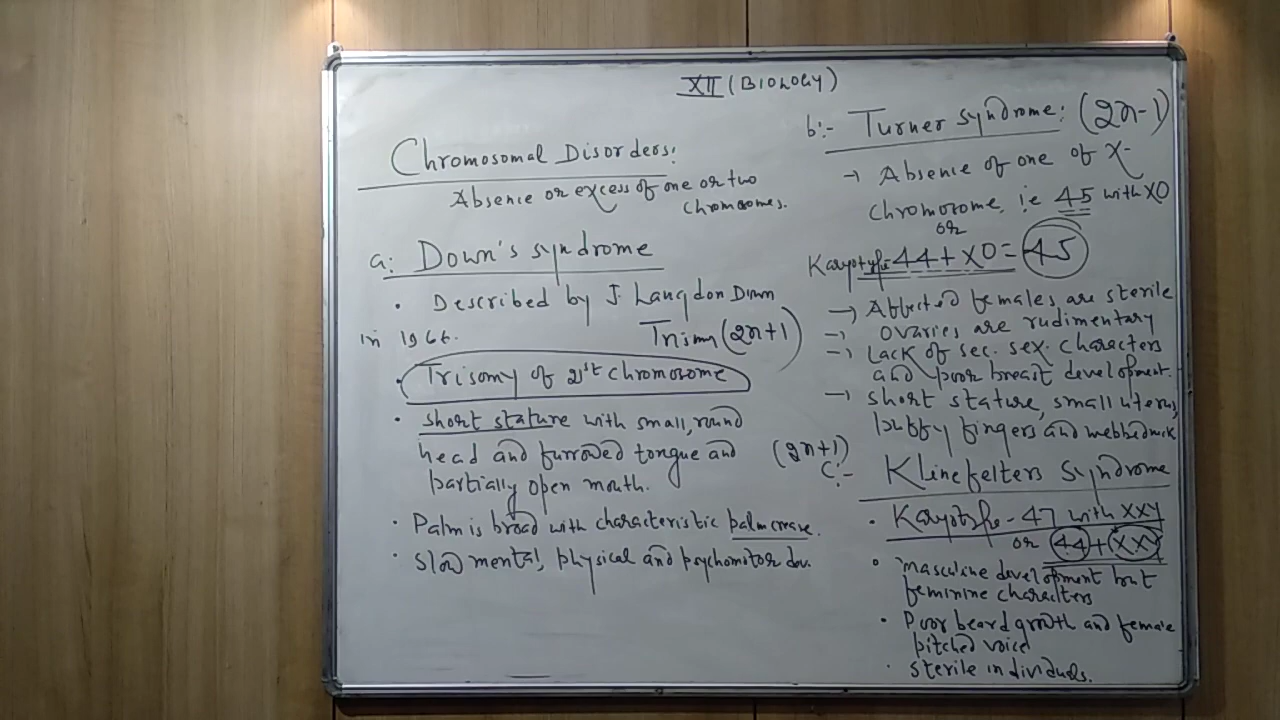 XII (BIOLOGY)
Chromosomal Disorders:
Absence or excess of one or two
chromosomes.
a: Down's syndrome
• Described by J. Langdon Down
in 1966.
Trisomy (2n+1)
• Trisomy of 21st chromosome
• short stature with small, round
head and furrowed tongue and
partially open mouth.
• Palm is broad with characteristic palm crease.
• Slow mental, physical and psychomotor dev.
b:- Turner syndrome: (2n-1)
→ Absence of one of X-
chromosome, i.e 45 with XO
or
Karyotype 44+XO = 45
→ Affected females are sterile
→ ovaries are rudimentary
→ Lack of sec. sex. characters
and poor breast development.
→ short stature, small uterus,
puffy fingers and webbed neck
(2n+1)
C:- Klinefelters Syndrome
• Karyotype - 47 with XXY
or 44+XXY
• masculine development but
feminine characters
• Poor beard growth and female
pitched voice
• sterile individuals.